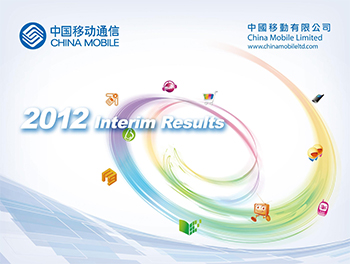 中国移动通信
CHINA MOBILE
中國移動有限公司
China Mobile Limited
www.chinamobileltd.com
2012 Interim Results